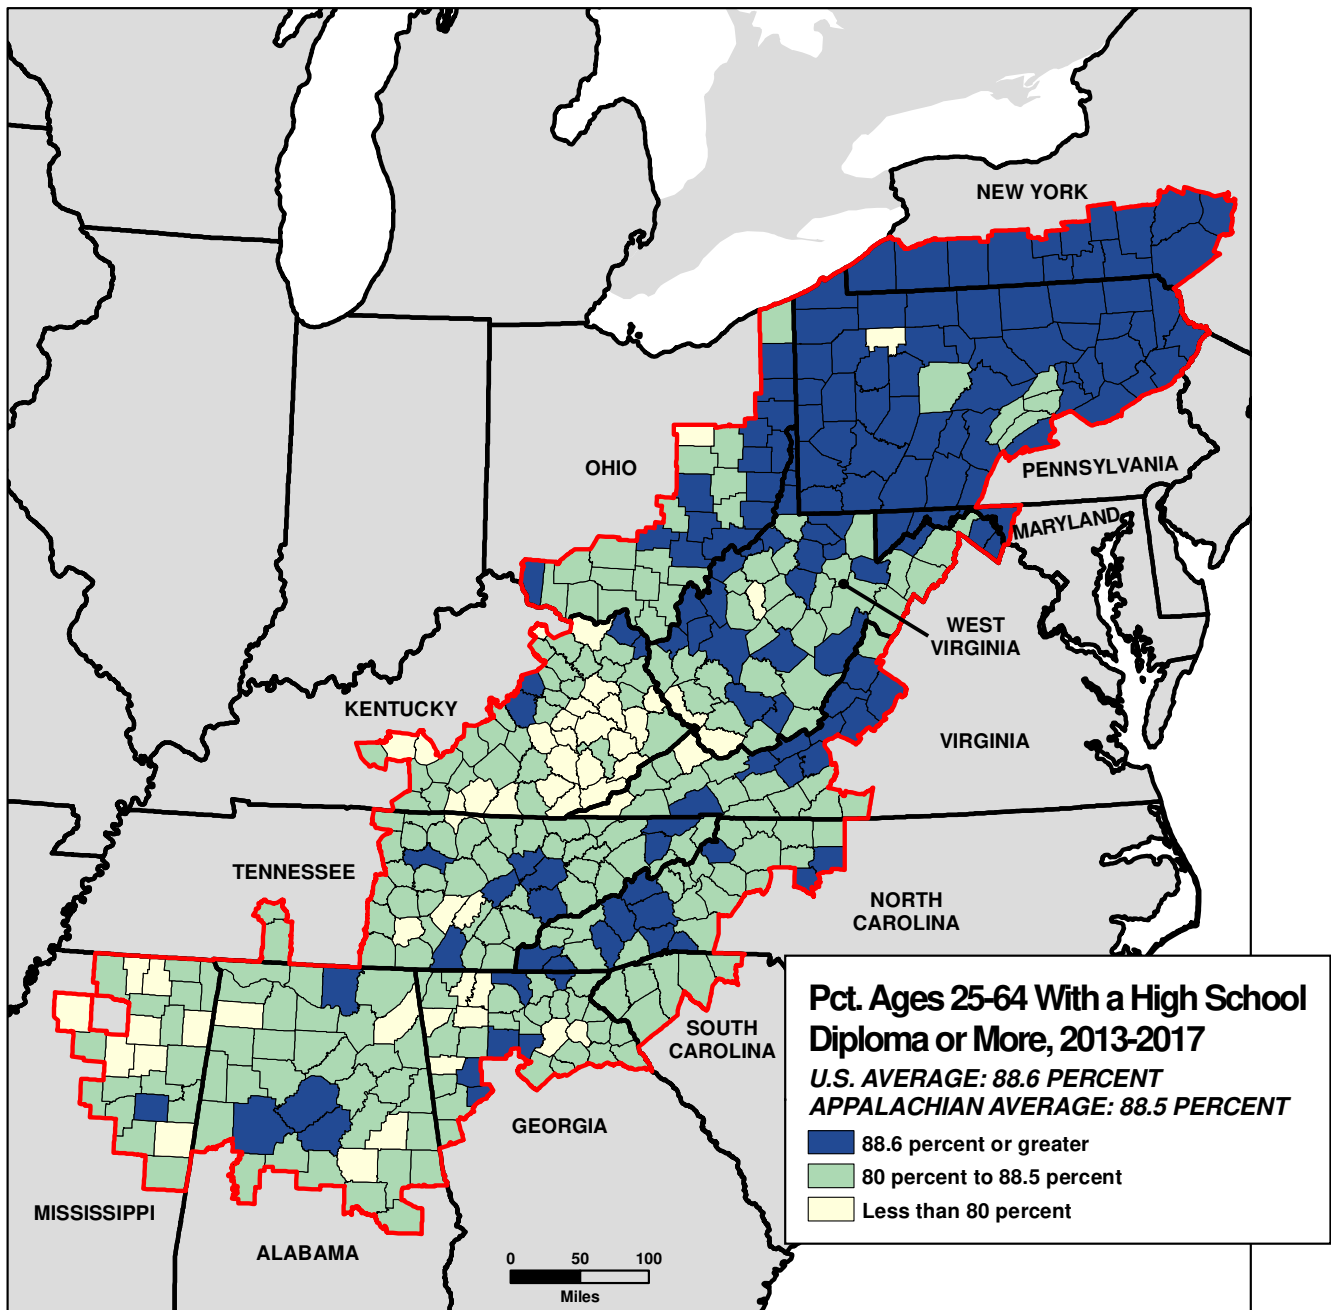 NEW YORK
OHIO
PENNSYLVANIA
MARYLAND
WEST
VIRGINIA
KENTUCKY
VIRGINIA
TENNESSEE
NORTH
CAROLINA
SOUTH
CAROLINA
GEORGIA
MISSISSIPPI
ALABAMA
Pct. Ages 25-64 With a High School
Diploma or More, 2013-2017
U.S. AVERAGE: 88.6 PERCENT
APPALACHIAN AVERAGE: 88.5 PERCENT
88.6 percent or greater
80 percent to 88.5 percent
Less than 80 percent
0 50 100
Miles